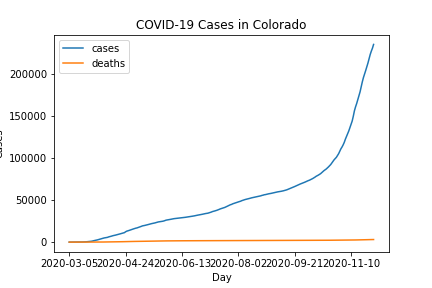 COVID-19 Cases in Colorado
cases
deaths
200000
150000
100000
50000
0
Cases
2020-03-05 2020-04-24 2020-06-13 2020-08-02 2020-09-21 2020-11-10
Day